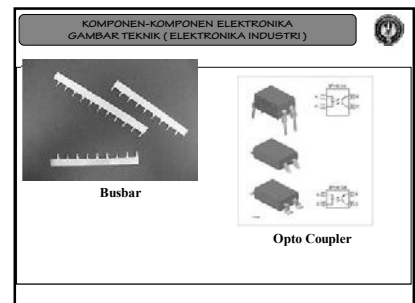 KOMPONEN-KOMPONEN ELEKTRONIKA
GAMBAR TEKNIK ( ELEKTRONIKA INDUSTRI )
Busbar
Opto Coupler